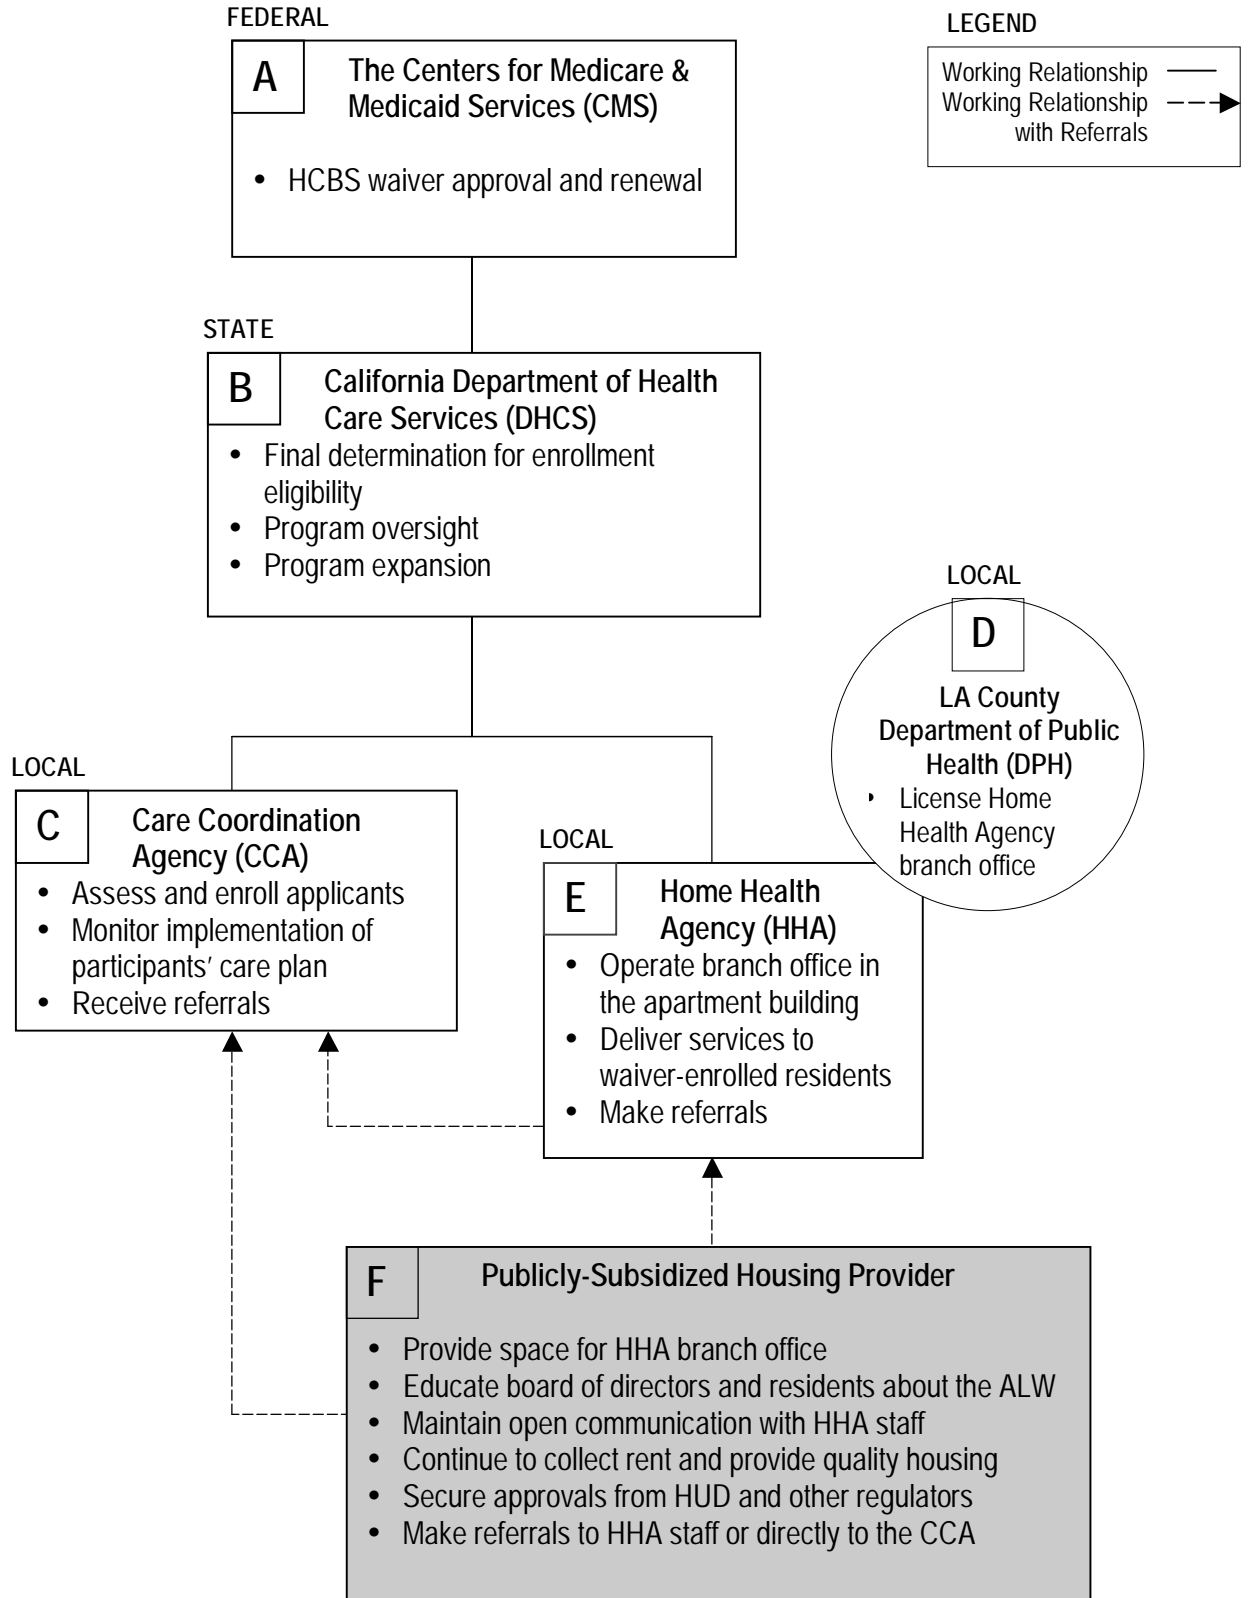 FEDERAL
A
The Centers for Medicare &
Medicaid Services (CMS)
• HCBS waiver approval and renewal
LEGEND
Working Relationship
Working Relationship
with Referrals
STATE
B
California Department of Health
Care Services (DHCS)
• Final determination for enrollment
eligibility
• Program oversight
• Program expansion
LOCAL
D
LA County
Department of Public
Health (DPH)
• License Home
Health Agency
branch office
LOCAL
C
Care Coordination
Agency (CCA)
• Assess and enroll applicants
• Monitor implementation of
participants’ care plan
• Receive referrals
LOCAL
E
Home Health
Agency (HHA)
• Operate branch office in
the apartment building
• Deliver services to
waiver-enrolled residents
• Make referrals
F
Publicly-Subsidized Housing Provider
• Provide space for HHA branch office
• Educate board of directors and residents about the ALW
• Maintain open communication with HHA staff
• Continue to collect rent and provide quality housing
• Secure approvals from HUD and other regulators
• Make referrals to HHA staff or directly to the CCA